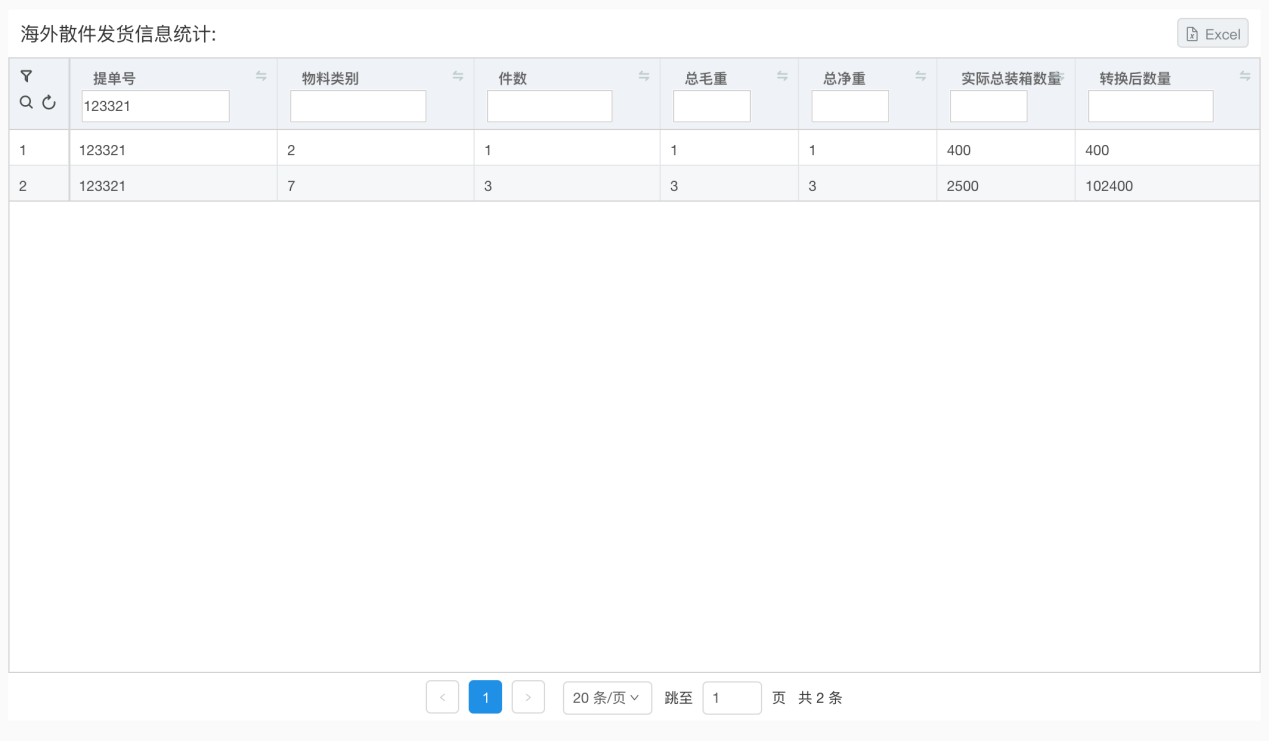 海外散件发货信息统计:
Excel
提单号 物料类别 件数 总毛重 总净重 实际总装箱数量 转换后数量
123321
1 123321 2 1 1 1 400 400
2 123321 7 3 3 3 2500 102400
< 1 > 20 条/页 跳至 1 页 共 2 条